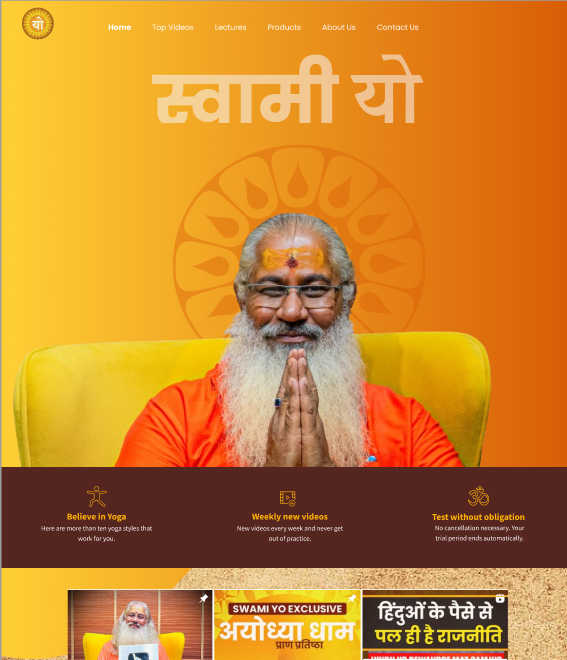 यो
Home Top Videos Lectures Products About Us Contact Us
स्वामी यो
Believe in Yoga
Here are more than ten yoga styles that
work for you.
Weekly new videos
New videos every week and never get
out of practice.
Test without obligation
No cancellation necessary. Your
trial period ends automatically.
SWAMI YO EXCLUSIVE
अयोध्या धाम
प्राण प्रतिष्ठा
हिंदुओं के पैसे से
पल ही है राजनीति